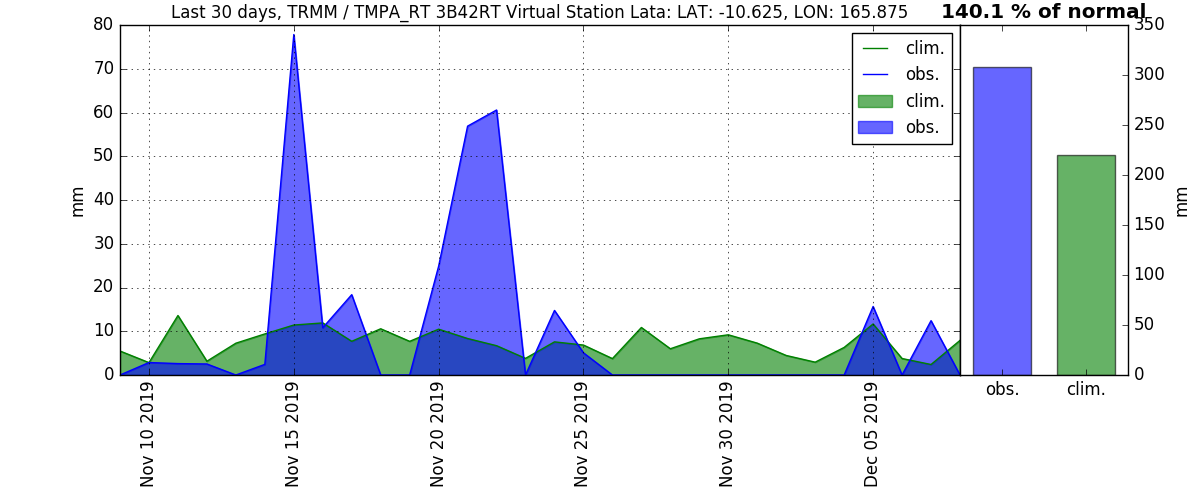 Last 30 days, TRMM / TMPA_RT 3B42RT Virtual Station Lata: LAT: -10.625, LON: 165.875
140.1 % of normal
mm
80
70
60
50
40
30
20
10
0
clim.
obs.
clim.
obs.
Nov 10 2019
Nov 15 2019
Nov 20 2019
Nov 25 2019
Nov 30 2019
Dec 05 2019
350
300
250
200
150
100
50
0
mm
obs.
clim.